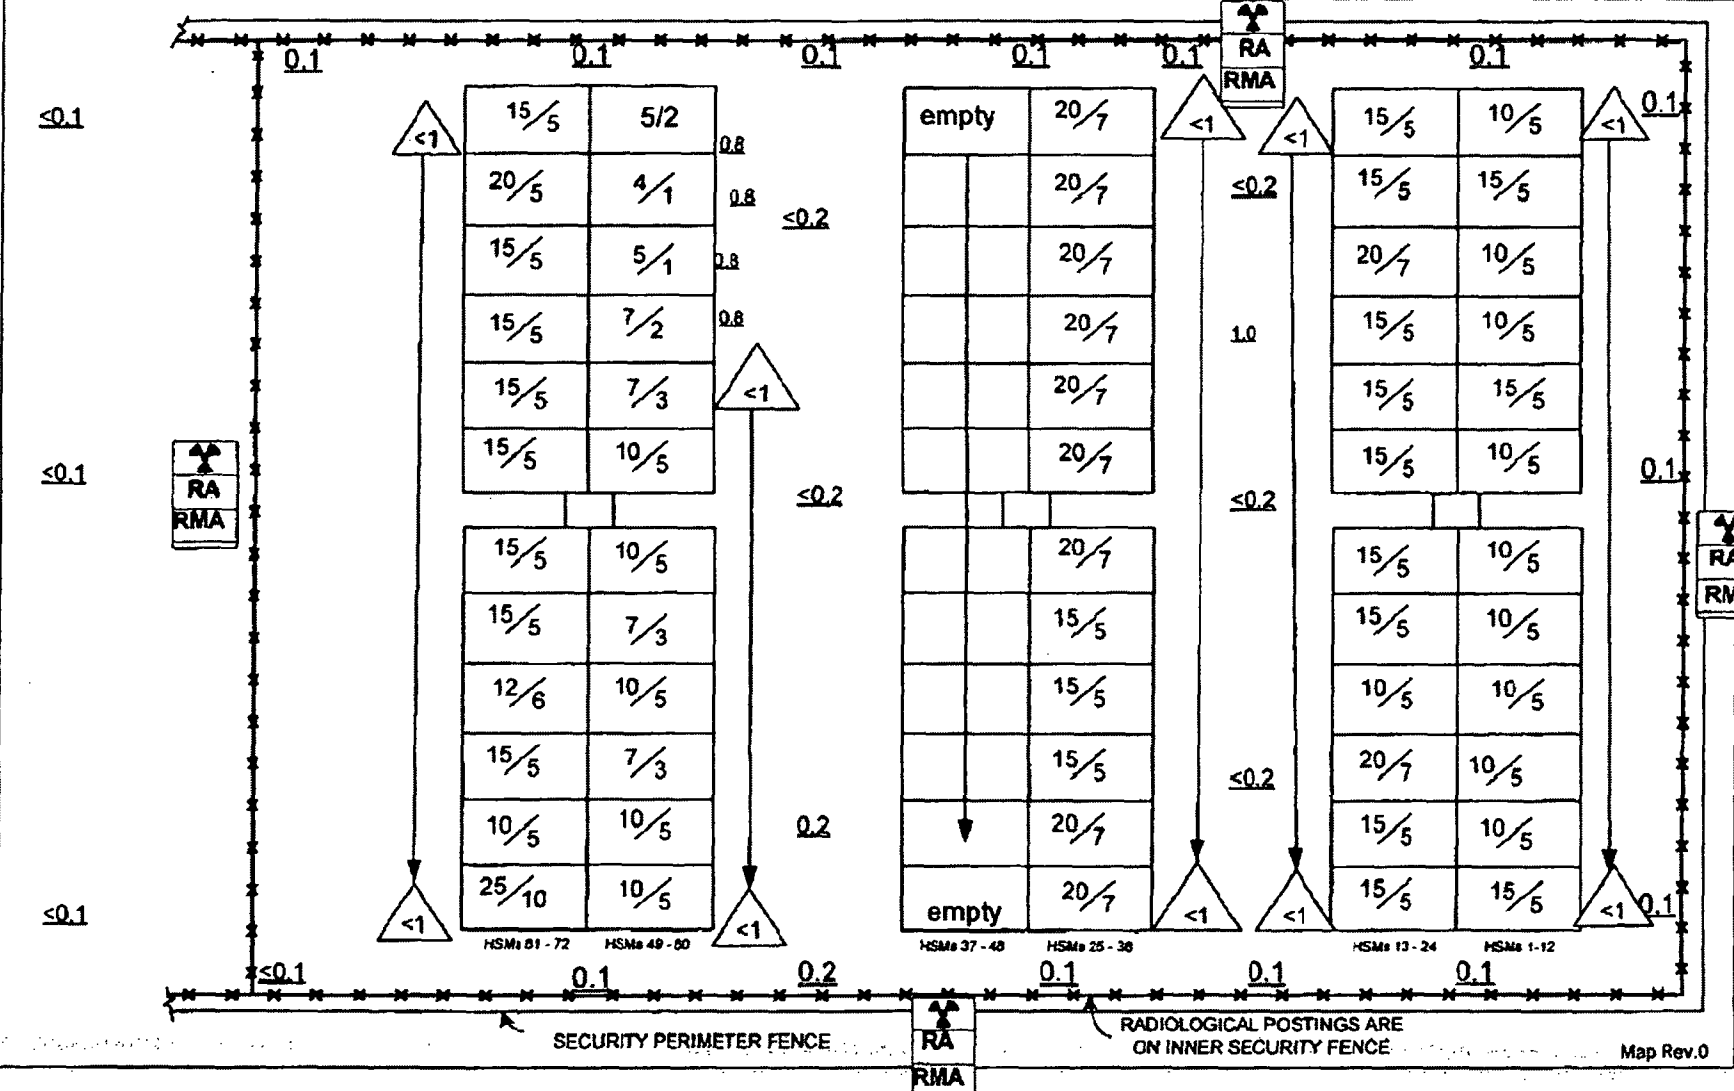 RA
RMA
0.1 0.1 0.1 0.1 0.1 0.1
<0.1 <1 15/5 5/2 0.8 empty 20/7 <1 <1 15/5 10/5 <1 0.1
20/5 4/1 0.8 <0.2 20/7 <0.2 15/5 15/5
15/5 5/1 0.8 20/7 20/7 10/5
15/5 7/2 0.8 20/7 1.0 15/5 10/5
15/5 7/3 <1 20/7 15/5 15/5
<0.1 15/5 10/5 20/7 15/5 10/5 0.1
RA
RMA
<0.2 <0.2
15/5 10/5 20/7 15/5 10/5
RA
RM
15/5 7/3 15/5 15/5 10/5
12/6 10/5 15/5 10/5 10/5
15/5 7/3 15/5 <0.2 20/7 10/5
10/5 10/5 0.2 20/7 15/5 10/5
<0.1 <1 25/10 10/5 <1 empty 20/7 <1 <1 15/5 15/5 <1 0.1
HSMs 61 - 72 HSMs 49 - 60 HSMs 37 - 48 HSMs 25 - 36 HSMs 13 - 24 HSMs 1-12
<0.1 0.1 0.2 0.1 0.1 0.1
SECURITY PERIMETER FENCE
RA
RMA
RADIOLOGICAL POSTINGS ARE
ON INNER SECURITY FENCE
Map Rev.0